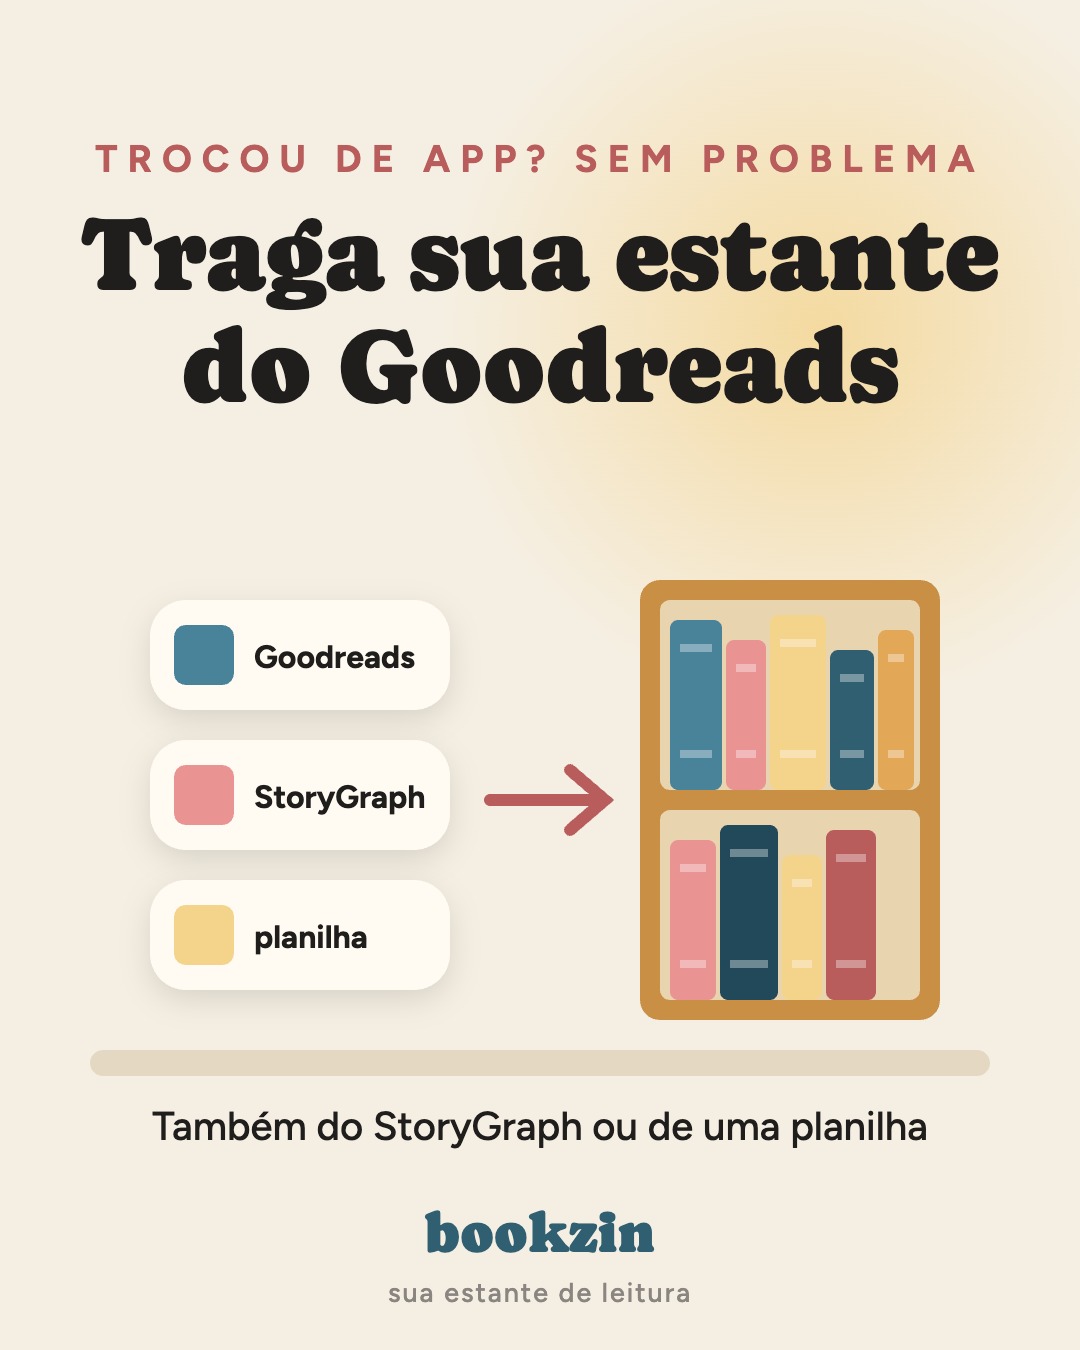 TROCOU DE APP? SEM PROBLEMA
Traga sua estante
do Goodreads
Goodreads
StoryGraph
planilha
Também do StoryGraph ou de uma planilha
bookzin
sua estante de leitura